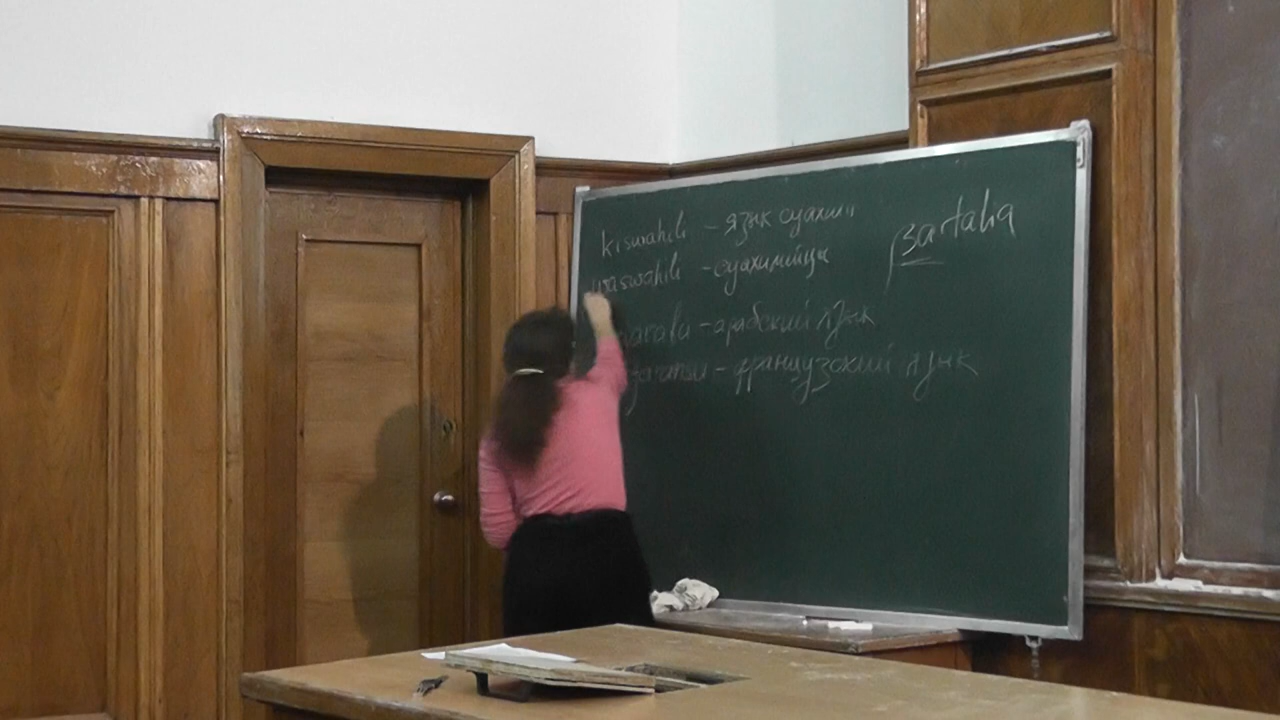 kiswahili – язык суахили
waswahili – суахилийцы
– арабский язык
– французский язык